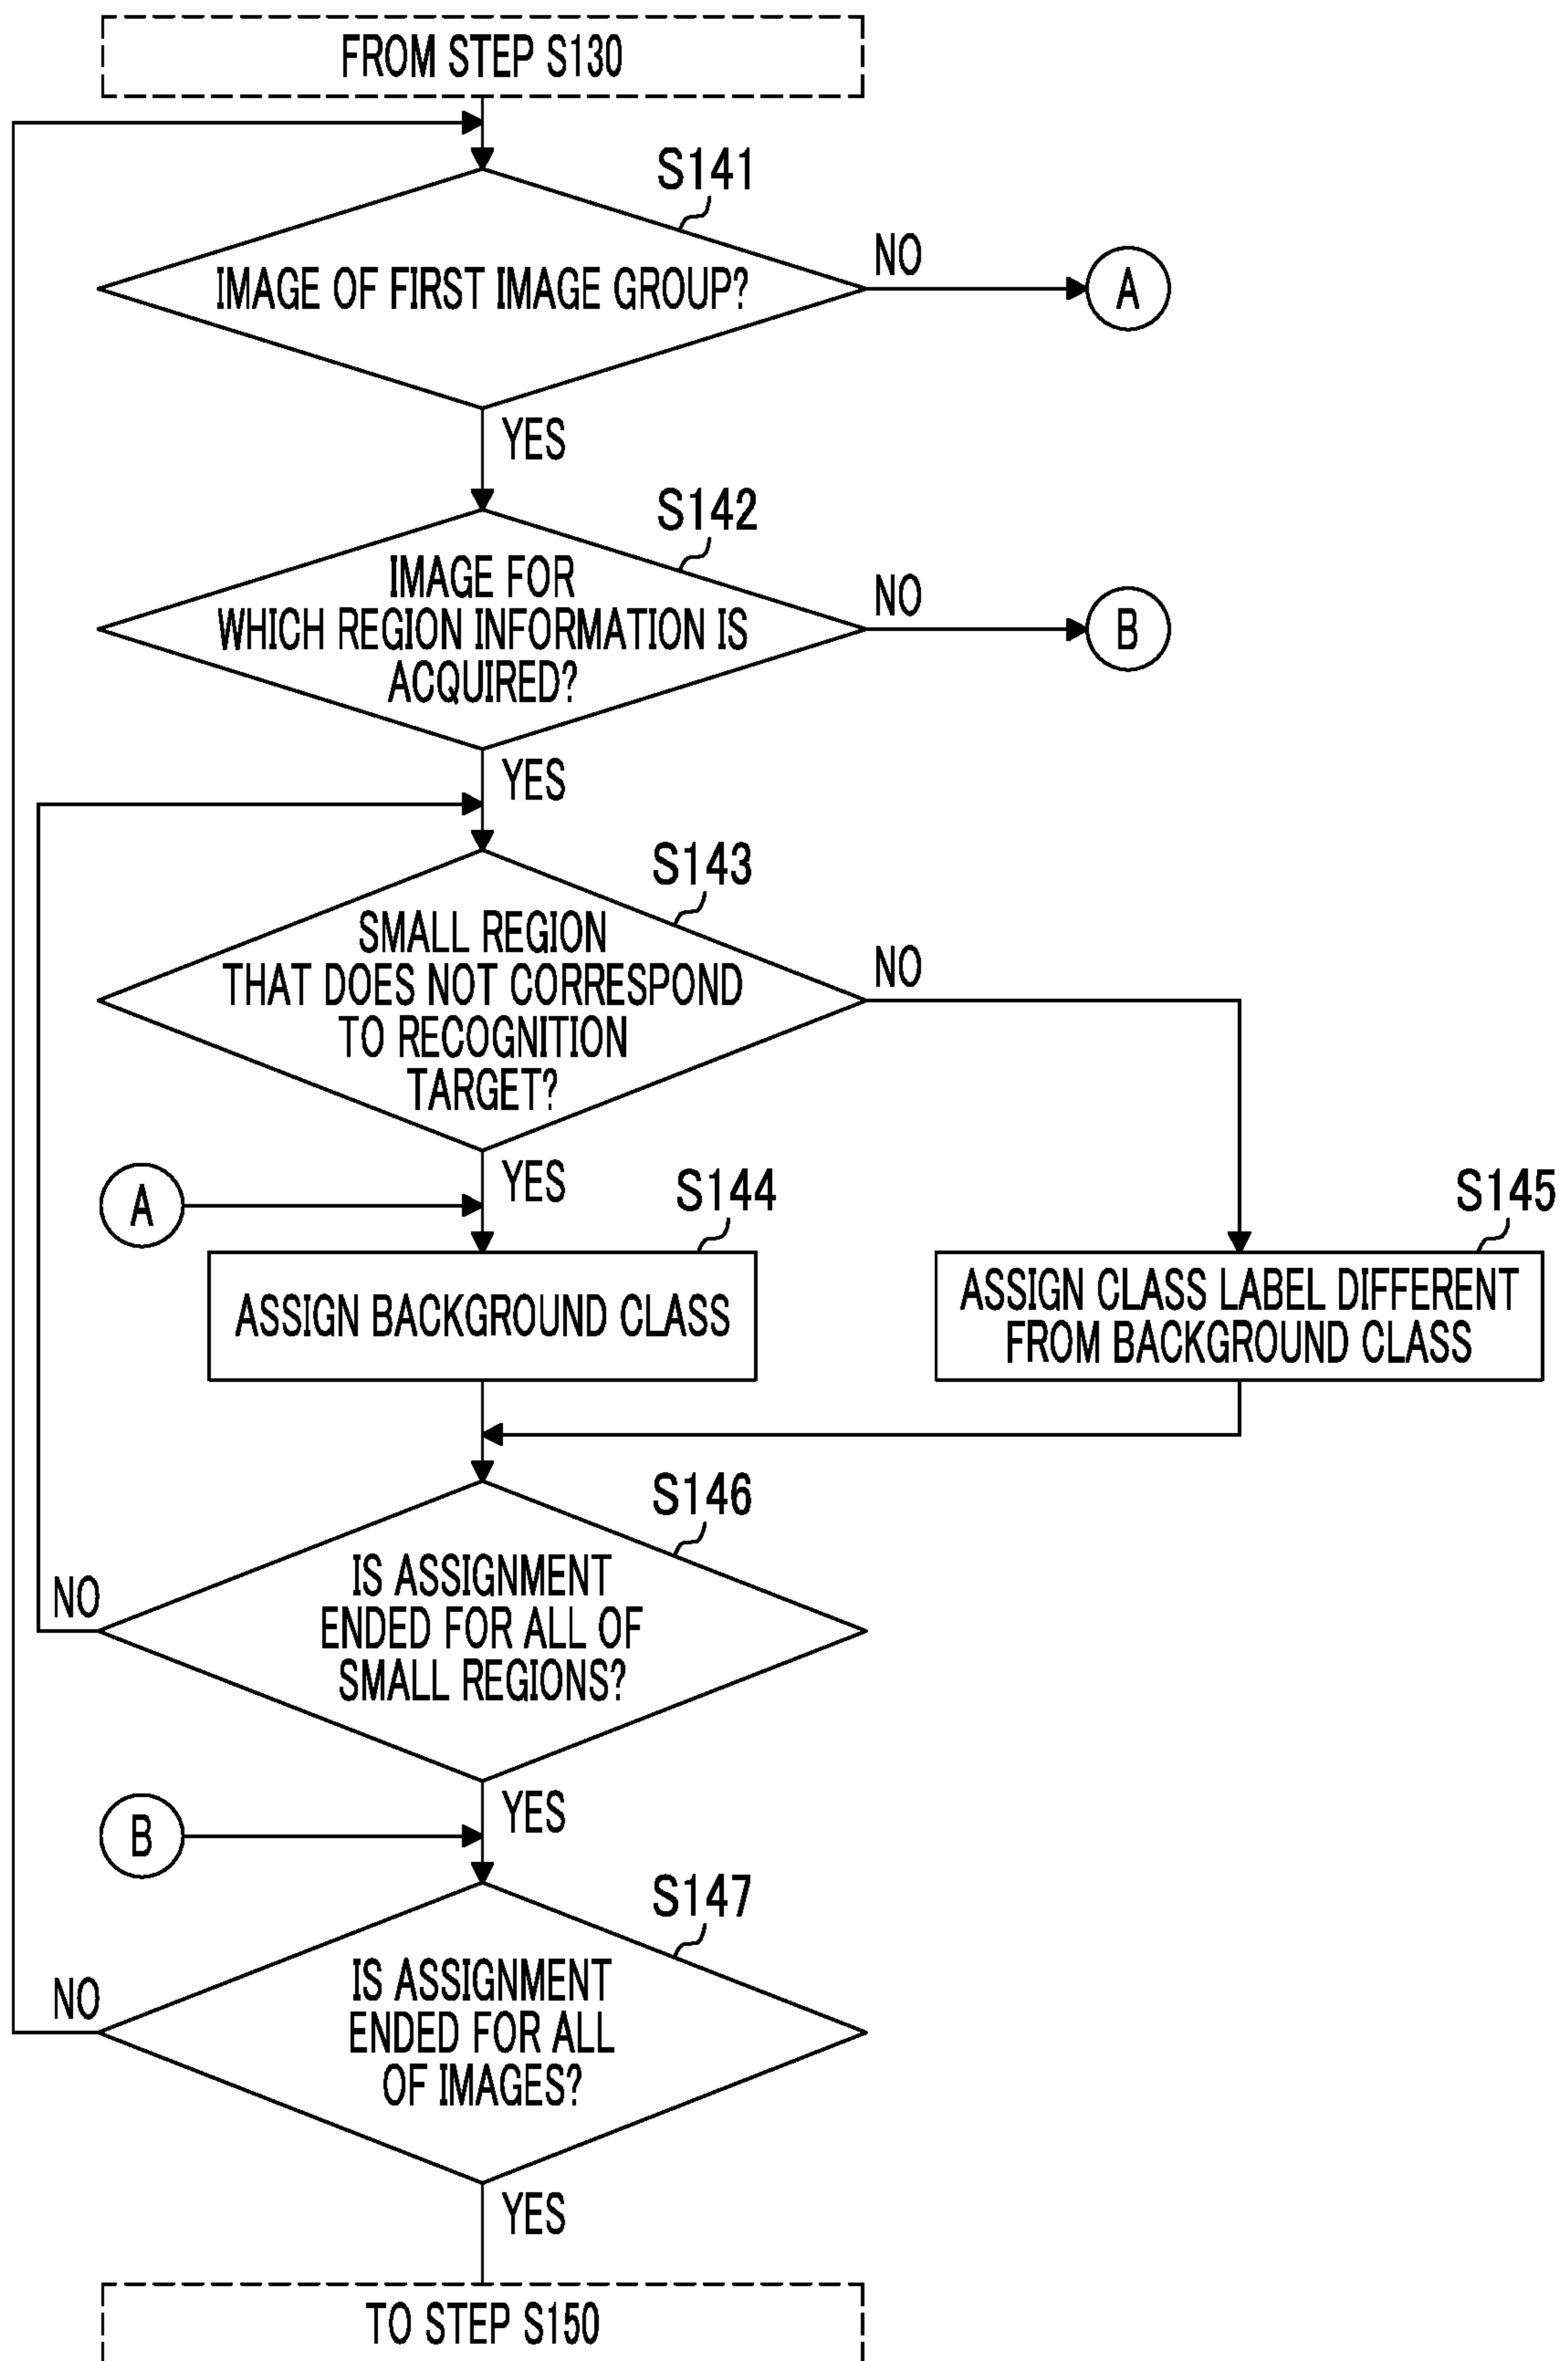 FROM STEP S130
S141
IMAGE OF FIRST IMAGE GROUP?
NO
A
YES
S142
IMAGE FOR
WHICH REGION INFORMATION IS
ACQUIRED?
NO
B
YES
S143
SMALL REGION
THAT DOES NOT CORRESPOND
TO RECOGNITION
TARGET?
NO
YES
A
S144
ASSIGN BACKGROUND CLASS
S145
ASSIGN CLASS LABEL DIFFERENT
FROM BACKGROUND CLASS
S146
IS ASSIGNMENT
ENDED FOR ALL OF
SMALL REGIONS?
NO
YES
B
S147
IS ASSIGNMENT
ENDED FOR ALL
OF IMAGES?
NO
YES
TO STEP S150